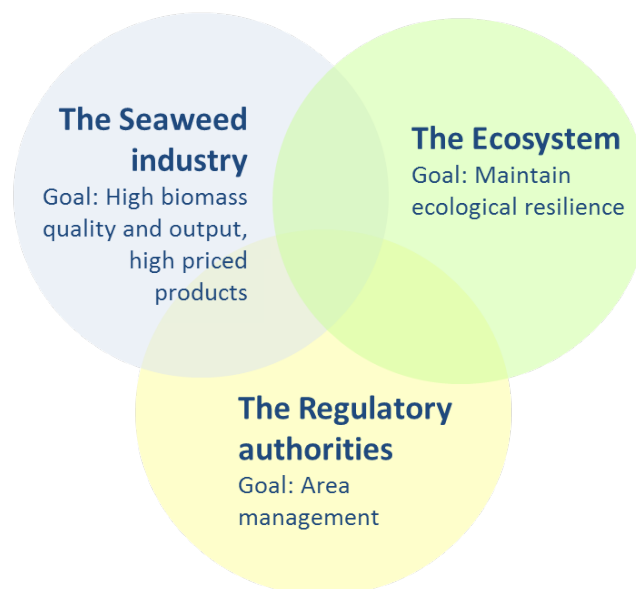 The Seaweed
industry
Goal: High biomass
quality and output,
high priced
products
The Ecosystem
Goal: Maintain
ecological resilience
The Regulatory
authorities
Goal: Area
management